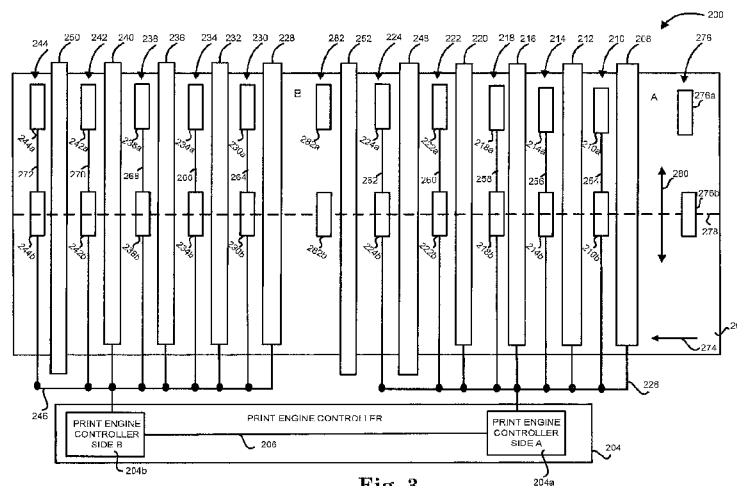 200
244 250 242 240 238 236 234 232 230 228 282 252 224 248 222 220 218 216 214 212 210 208 276
B A
276a
244a 242a 238a 234a 230a 282a 224a 222a 218a 214a 210a
272 270 268 266 264 262 260 258 256 254 280
276b
278
244b 242b 238b 234b 230b 282b 224b 222b 218b 214b 210b
274
246 226
PRINT ENGINE CONTROLLER
PRINT ENGINE CONTROLLER SIDE B
PRINT ENGINE CONTROLLER SIDE A
206
204
204b 204a
Fig. 3